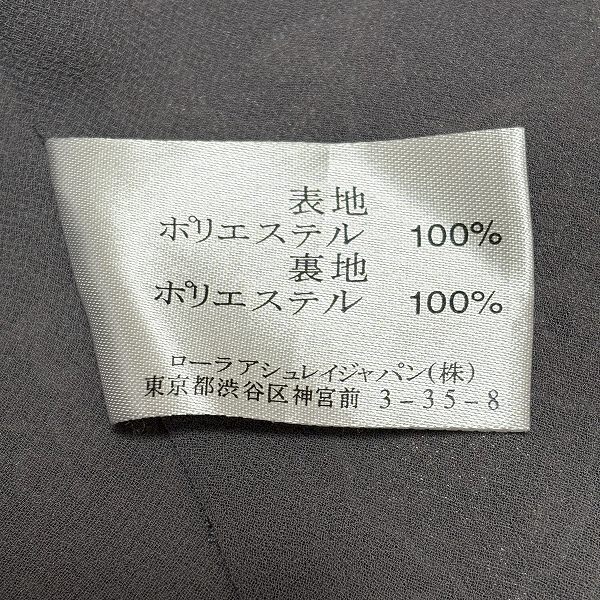 表地
ポリエステル 100%
裏地
ポリエステル 100%
ローラアシュレイジャパン(株)
東京都渋谷区神宮前 3-35-8